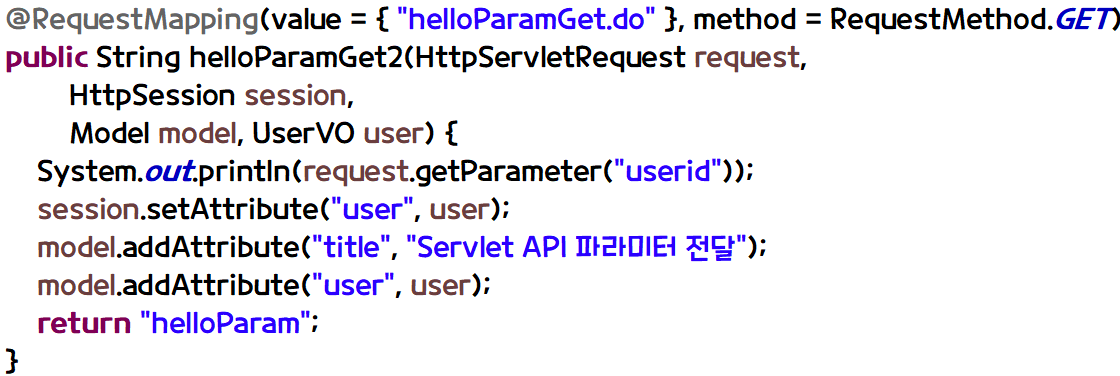 @RequestMapping(value = { "helloParamGet.do" }, method = RequestMethod.GET)
public String helloParamGet2(HttpServletRequest request,
HttpSession session,
Model model, UserVO user) {
System.out.println(request.getParameter("userid"));
session.setAttribute("user", user);
model.addAttribute("title", "Servlet API 파라미터 전달");
model.addAttribute("user", user);
return "helloParam";
}